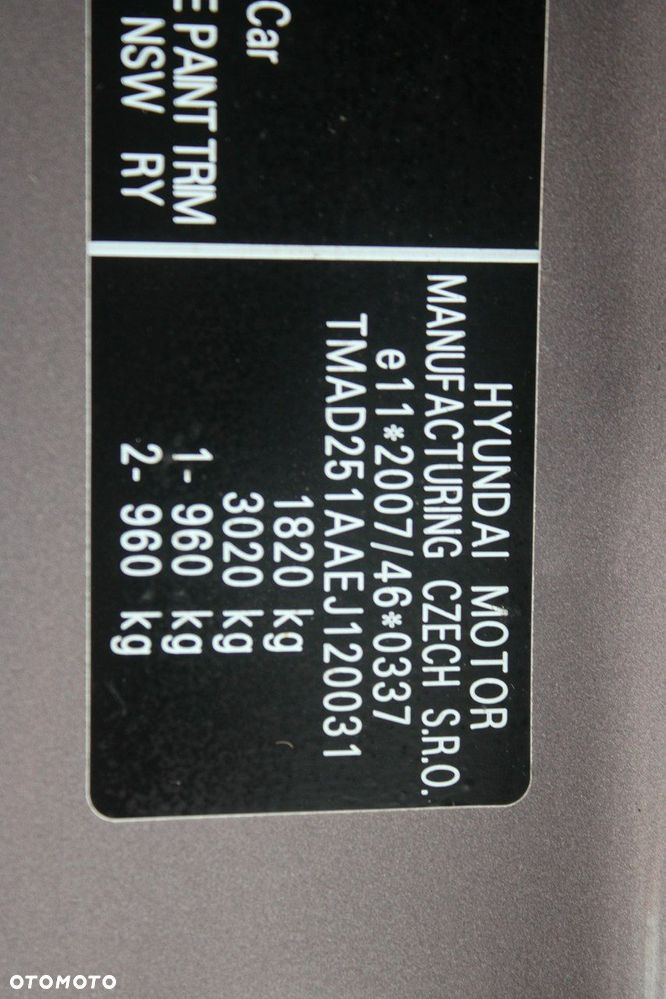 HYUNDAI MOTOR
MANUFACTURING CZECH S.R.O.
e11*2007/46*0337
TMAD251AAEJ120031
1820 kg
3020 kg
1- 960 kg
2- 960 kg
Car
E PAINT TRIM
NSW RY
OTOMOTO